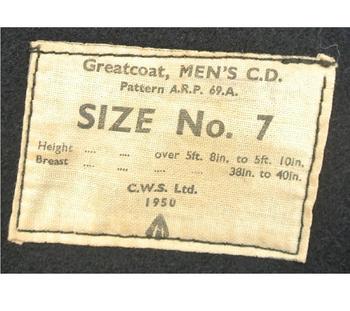 Greatcoat, MEN'S C.D.
Pattern A.R.P. 69.A.
SIZE No. 7
Height .... .... over 5ft. 8in. to 5ft. 10in.
Breast .... .... .... .... 38in. to 40in.
C.W.S. Ltd.
1950